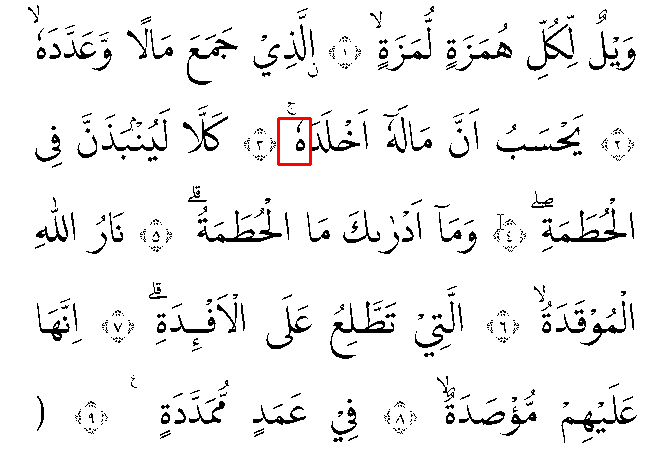 وَيْلٌ لِّكُلِّ هُمَزَةٍ لُّمَزَةٍۙ ۝١ اِۨلَّذِيْ جَمَعَ مَالًا وَّعَدَّدَهٗۙ
۝٢ يَحْسَبُ اَنَّ مَالَهٗٓ اَخْلَدَهٗۚ ۝٣ كَلَّا لَيُنْۢبَذَنَّ فِى
الْحُطَمَةِۖ ۝٤ وَمَآ اَدْرٰىكَ مَا الْحُطَمَةُۗ ۝٥ نَارُ اللّٰهِ
الْمُوْقَدَةُۙ ۝٦ الَّتِيْ تَطَّلِعُ عَلَى الْاَفْـِٕدَةِۗ ۝٧ اِنَّهَا
عَلَيْهِمْ مُّؤْصَدَةٌۙ ۝٨ فِيْ عَمَدٍ مُّمَدَّدَةٍ ࣖ ۝٩ (